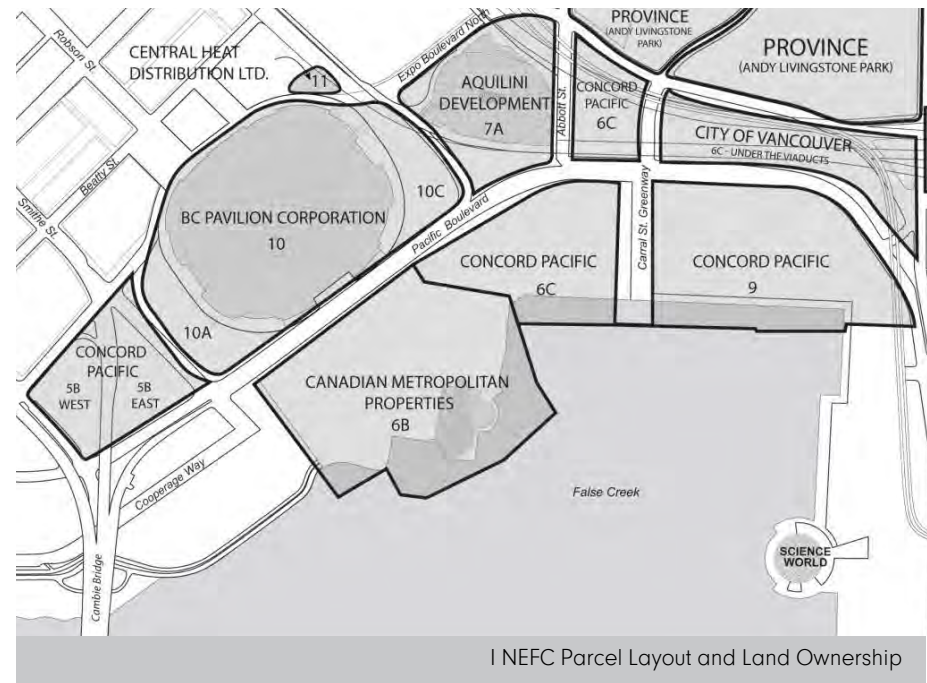 PROVINCE
(ANDY LIVINGSTONE
PARK)
PROVINCE
(ANDY LIVINGSTONE PARK)
Robson St.
CENTRAL HEAT
DISTRIBUTION LTD.
11
Expo Boulevard North
AQUILINI
DEVELOPMENT
7A
Abbott St.
CONCORD
PACIFIC
6C
CITY OF VANCOUVER
6C - UNDER THE VIADUCTS
Beatty St.
Smithe St.
BC PAVILION CORPORATION
10
10C
Pacific Boulevard
Carral St. Greenway
CONCORD PACIFIC
6C
CONCORD PACIFIC
9
10A
CONCORD
PACIFIC
5B
WEST
5B
EAST
CANADIAN METROPOLITAN
PROPERTIES
6B
Cooperage Way
False Creek
Cambie Bridge
SCIENCE
WORLD
I NEFC Parcel Layout and Land Ownership